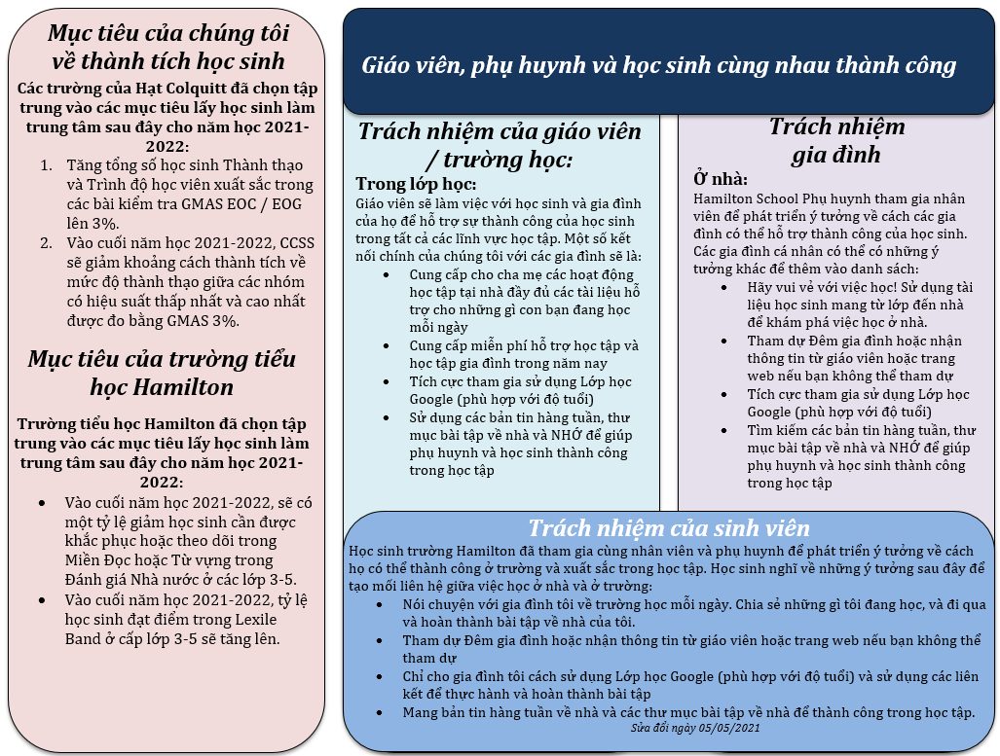 Mục tiêu của chúng tôi
về thành tích học sinh
Các trường của Hạt Colquitt đã chọn tập
trung vào các mục tiêu lấy học sinh làm
trung tâm sau đây cho năm học 2021-
2022:
1. Tăng tổng số học sinh Thành thạo
và Trình độ học viên xuất sắc trong
các bài kiểm tra GMAS EOC / EOG
lên 3%.
2. Vào cuối năm học 2021-2022, CCSS
sẽ giảm khoảng cách thành tích về
mức độ thành thạo giữa các nhóm
có hiệu suất thấp nhất và cao nhất
được đo bằng GMAS 3%.
Mục tiêu của trường tiểu
học Hamilton
Trường tiểu học Hamilton đã chọn tập
trung vào các mục tiêu lấy học sinh làm
trung tâm sau đây cho năm học 2021-
2022:
• Vào cuối năm học 2021-2022, sẽ có
một tỷ lệ giảm học sinh cần được
khắc phục hoặc theo dõi trong
Miền Đọc hoặc Từ vựng trong
Đánh giá Nhà nước ở các lớp 3-5.
• Vào cuối năm học 2021-2022, tỷ lệ
học sinh đạt điểm trong Lexile
Band ở cấp lớp 3-5 sẽ tăng lên.
Giáo viên, phụ huynh và học sinh cùng nhau thành công
Trách nhiệm của giáo viên
/ trường học:
Trong lớp học:
Giáo viên sẽ làm việc với học sinh và gia đình
của họ để hỗ trợ sự thành công của học sinh
trong tất cả các lĩnh vực học tập. Một số kết
nối chính của chúng tôi với các gia đình sẽ là:
• Cung cấp cho cha mẹ các hoạt động
học tập tại nhà đầy đủ các tài liệu hỗ
trợ cho những gì con bạn đang học
mỗi ngày
• Cung cấp miễn phí hỗ trợ học tập và
học tập gia đình trong năm nay
• Tích cực tham gia sử dụng Lớp học
Google (phù hợp với độ tuổi)
• Sử dụng các bản tin hàng tuần, thư
mục bài tập về nhà và NHỚ để giúp
phụ huynh và học sinh thành công
trong học tập
Trách nhiệm
gia đình
Ở nhà:
Hamilton School Phụ huynh tham gia nhân
viên để phát triển ý tưởng về cách các gia
đình có thể hỗ trợ thành công của học sinh.
Các gia đình cá nhân có thể có những ý
tưởng khác để thêm vào danh sách:
• Hãy vui vẻ với việc học! Sử dụng tài
liệu học sinh mang từ lớp đến nhà
để khám phá việc học ở nhà.
• Tham dự Đêm gia đình hoặc nhận
thông tin từ giáo viên hoặc trang
web nếu bạn không thể tham dự
• Tích cực tham gia sử dụng Lớp học
Google (phù hợp với độ tuổi)
• Tìm kiếm các bản tin hàng tuần, thư
mục bài tập về nhà và NHỚ để giúp
phụ huynh và học sinh thành công
trong học tập
Trách nhiệm của sinh viên
Học sinh trường Hamilton đã tham gia cùng nhân viên và phụ huynh để phát triển ý tưởng về cách
họ có thể thành công ở trường và xuất sắc trong học tập. Học sinh nghĩ về những ý tưởng sau đây để
tạo mối liên hệ giữa việc học ở nhà và ở trường:
• Nói chuyện với gia đình tôi về trường học mỗi ngày. Chia sẻ những gì tôi đang học, và đi qua
và hoàn thành bài tập về nhà của tôi.
• Tham dự Đêm gia đình hoặc nhận thông tin từ giáo viên hoặc trang web nếu bạn không thể
tham dự
• Chỉ cho gia đình tôi cách sử dụng Lớp học Google (phù hợp với độ tuổi) và sử dụng các liên
kết để thực hành và hoàn thành bài tập
• Mang bản tin hàng tuần về nhà và các thư mục bài tập về nhà để thành công trong học tập.
Sửa đổi ngày 05/05/2021